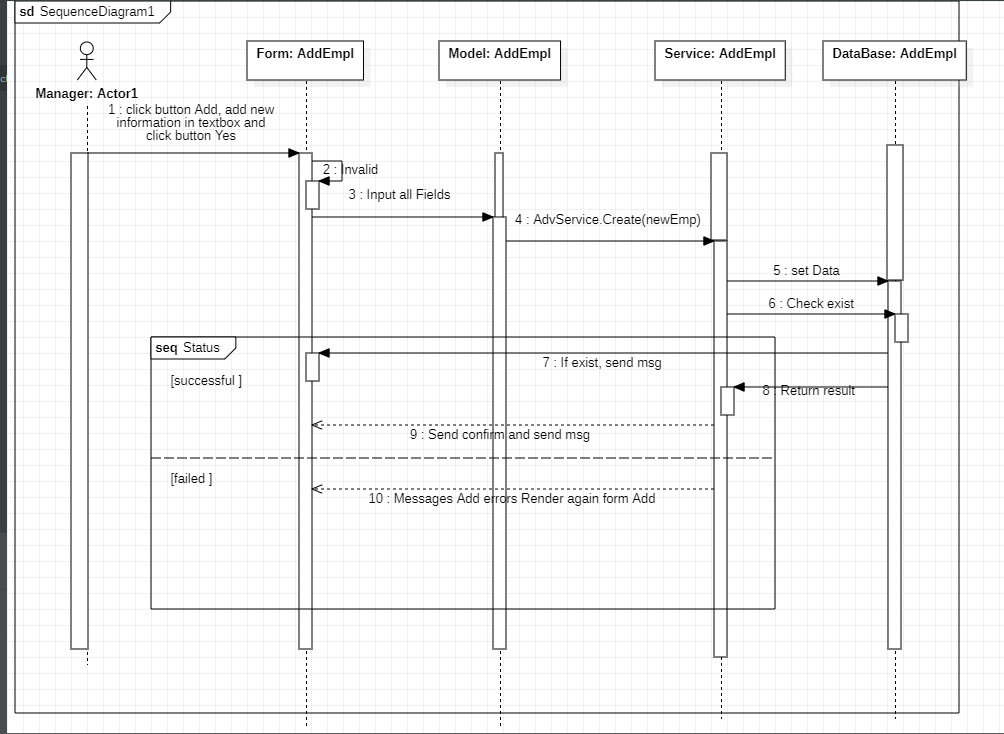 sd SequenceDiagram1
Form: AddEmpl
Model: AddEmpl
Service: AddEmpl
DataBase: AddEmpl
Manager: Actor1
1 : click button Add, add new
information in textbox and
click button Yes
2 : Invalid
3 : Input all Fields
4 : AdvService.Create(newEmp)
5 : set Data
6 : Check exist
seq Status
7 : If exist, send msg
[successful ]
8 : Return result
9 : Send confirm and send msg
[failed ]
10 : Messages Add errors Render again form Add